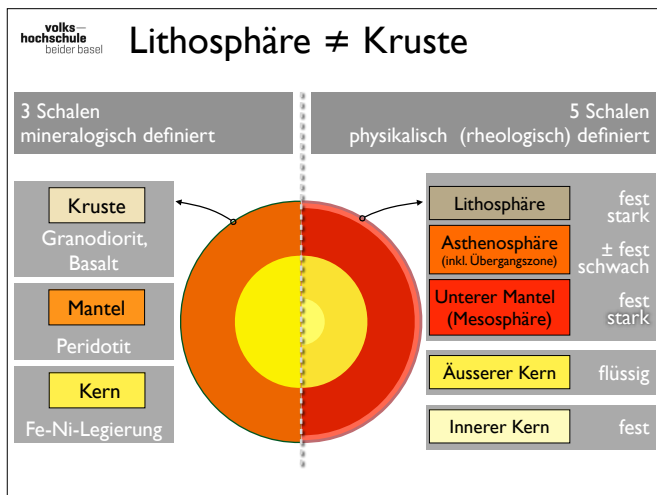 volks—
hochschule
beider basel
Lithosphäre ≠ Kruste
3 Schalen
mineralogisch definiert
5 Schalen
physikalisch (rheologisch) definiert
Kruste
Granodiorit,
Basalt
Mantel
Peridotit
Kern
Fe-Ni-Legierung
Lithosphäre
fest
stark
Asthenosphäre
(inkl. Übergangszone)
± fest
schwach
Unterer Mantel
(Mesosphäre)
fest
stark
Äusserer Kern
flüssig
Innerer Kern
fest